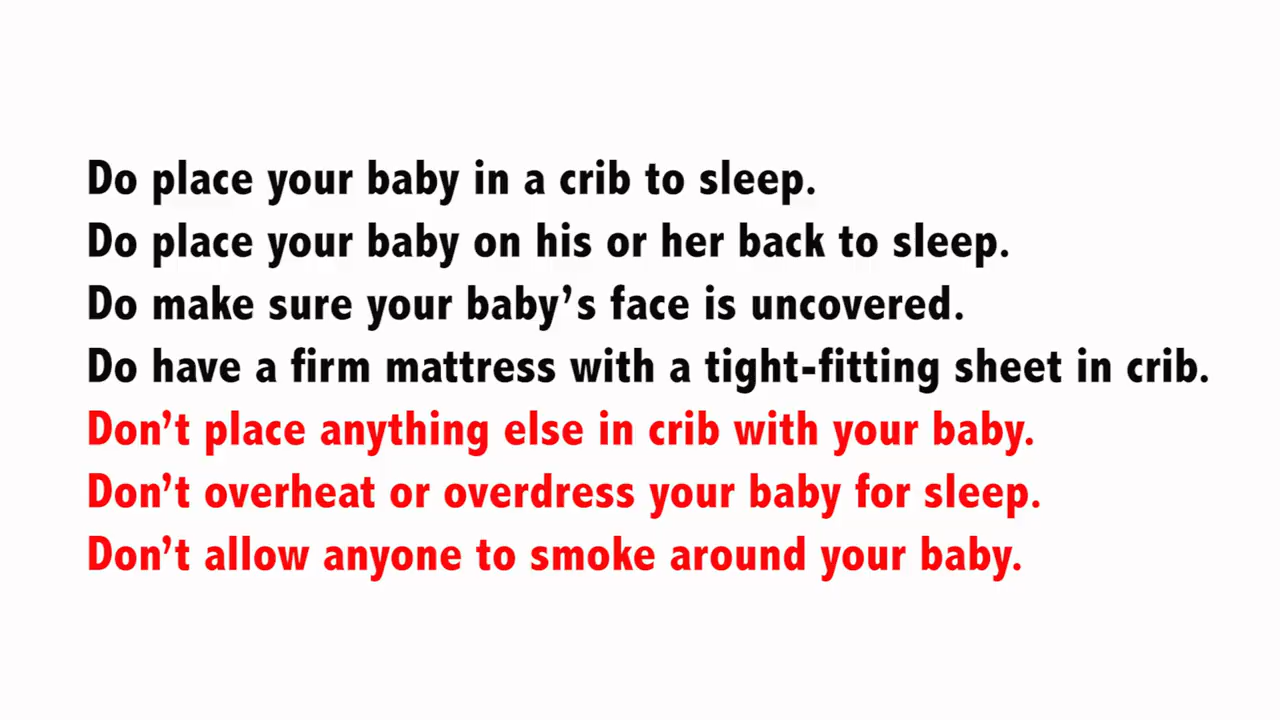 Do place your baby in a crib to sleep.
Do place your baby on his or her back to sleep.
Do make sure your baby’s face is uncovered.
Do have a firm mattress with a tight-fitting sheet in crib.
Don’t place anything else in crib with your baby.
Don’t overheat or overdress your baby for sleep.
Don’t allow anyone to smoke around your baby.